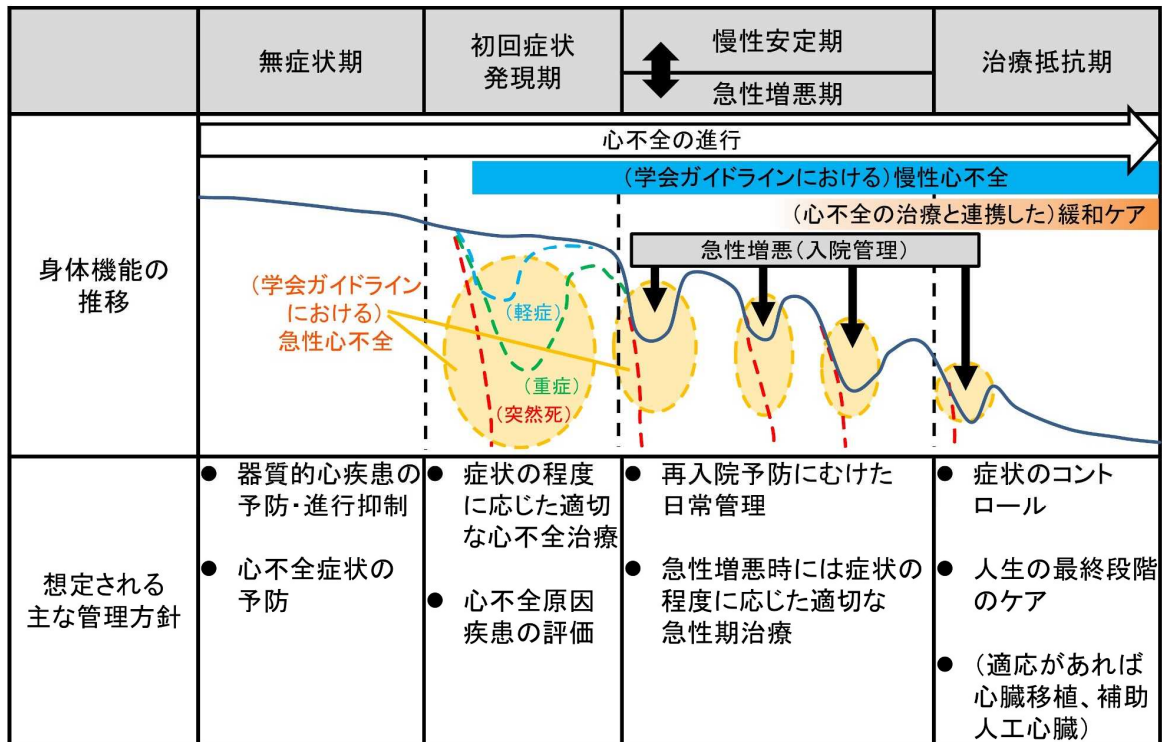 無症状期
初回症状
発現期
慢性安定期
急性増悪期
治療抵抗期
身体機能の
推移
心不全の進行
(学会ガイドラインにおける)慢性心不全
(心不全の治療と連携した)緩和ケア
急性増悪(入院管理)
(学会ガイドライン
における)
急性心不全
(軽症)
(重症)
(突然死)
想定される
主な管理方針
● 器質的心疾患の
予防・進行抑制
● 心不全症状の
予防
● 症状の程度
に応じた適切
な心不全治療
● 心不全原因
疾患の評価
● 再入院予防にむけた
日常管理
● 急性増悪時には症状の
程度に応じた適切な
急性期治療
● 症状のコント
ロール
● 人生の最終段階
のケア
● (適応があれば
心臓移植、補助
人工心臓)